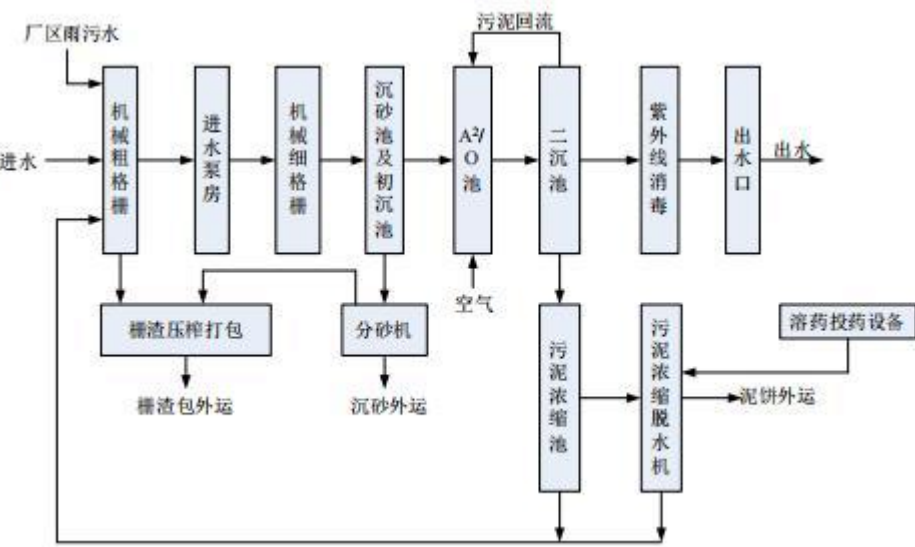 污泥回流
厂区雨污水
进水
机械粗格栅
进水泵房
机械细格栅
沉砂池及初沉池
A²/O池
二沉池
紫外线消毒
出水口
出水
空气
栅渣压榨打包
分砂机
污泥浓缩池
污泥浓缩脱水机
溶药投药设备
栅渣包外运
沉砂外运
泥饼外运